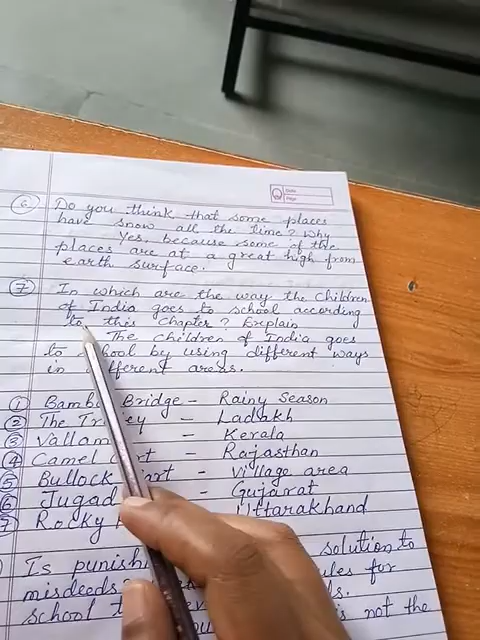 Date
Page
6 Do you think that some places
have snow all the time? Why
Yes, because some of the
places are at a great high from
earth surface.
7 In which are the way the children
of India goes to school according
to this Chapter? Explain
The children of India goes
to school by using different ways
in different areas.
1 Bamboo Bridge - Rainy Season
2 The Trolley - Ladakh
3 Vallam - Kerala
4 Camel Cart - Rajasthan
5 Bullock Cart - Village area
6 Jugad - Gujarat
7 Rocky Uttarakhand
Is solution to
misdeeds for
school is not the